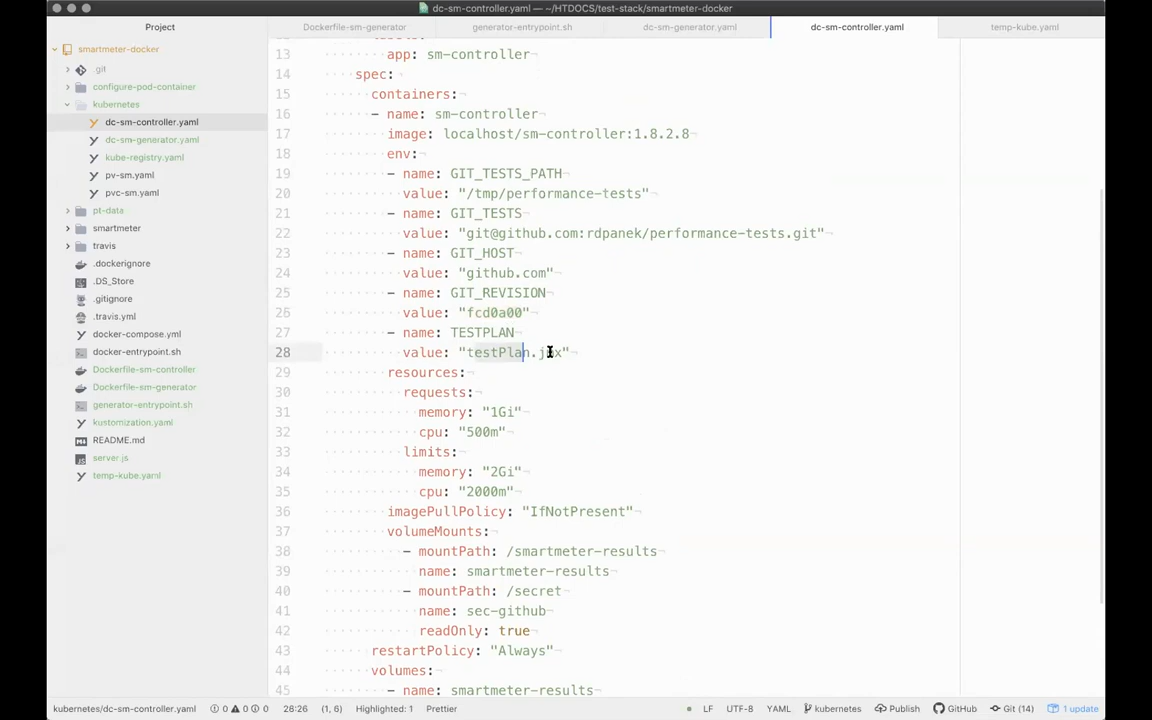 dc-sm-controller.yaml — ~/HTDOCS/test-stack/smartmeter-docker
Project
Dockerfile-sm-generator
generator-entrypoint.sh
dc-sm-generator.yaml
dc-sm-controller.yaml
temp-kube.yaml
smartmeter-docker
.git
configure-pod-container
kubernetes
dc-sm-controller.yaml
dc-sm-generator.yaml
kube-registry.yaml
pv-sm.yaml
pvc-sm.yaml
pt-data
smartmeter
travis
.dockerignore
.DS_Store
.gitignore
.travis.yml
docker-compose.yml
docker-entrypoint.sh
Dockerfile-sm-controller
Dockerfile-sm-generator
generator-entrypoint.sh
kustomization.yaml
README.md
server.js
temp-kube.yaml
13 app: sm-controller
14 spec:
15 containers:
16 - name: sm-controller
17 image: localhost/sm-controller:1.8.2.8
18 env:
19 - name: GIT_TESTS_PATH
20 value: "/tmp/performance-tests"
21 - name: GIT_TESTS
22 value: "git@github.com:rdpanek/performance-tests.git"
23 - name: GIT_HOST
24 value: "github.com"
25 - name: GIT_REVISION
26 value: "fcd0a00"
27 - name: TESTPLAN
28 value: "testPlan.jmx"
29 resources:
30 requests:
31 memory: "1Gi"
32 cpu: "500m"
33 limits:
34 memory: "2Gi"
35 cpu: "2000m"
36 imagePullPolicy: "IfNotPresent"
37 volumeMounts:
38 - mountPath: /smartmeter-results
39 name: smartmeter-results
40 - mountPath: /secret
41 name: sec-github
42 readOnly: true
43 restartPolicy: "Always"
44 volumes:
45 - name: smartmeter-results
kubernetes/dc-sm-controller.yaml 0 0 0 28:26 (1, 6) Highlighted: 1 Prettier LF UTF-8 YAML kubernetes Publish GitHub Git (14) 1 update